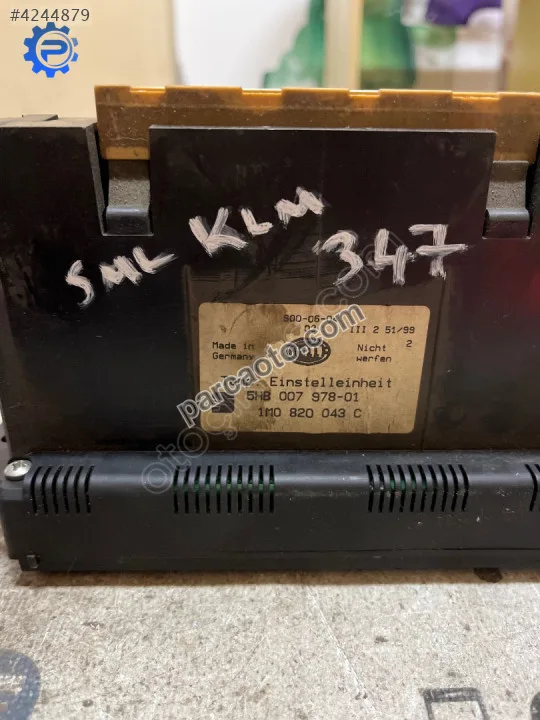 #4244879
SML KLM 347
III 2 51/99
Made in Germany
Nicht werfen
2
Einstelleinheit
5HB 007 978-01
1M0 820 043 C
parcaoto.com